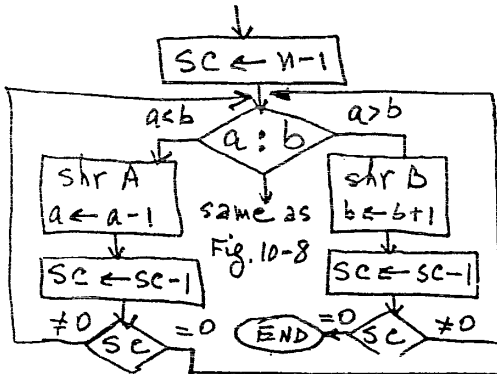 SC ← n-1
a<b
a>b
a : b
shr A
a ← a-1
same as
Fig. 10-8
shr B
b ← b+1
SC ← SC-1
SC ← SC-1
≠0
SC
=0
END
=0
SC
≠0